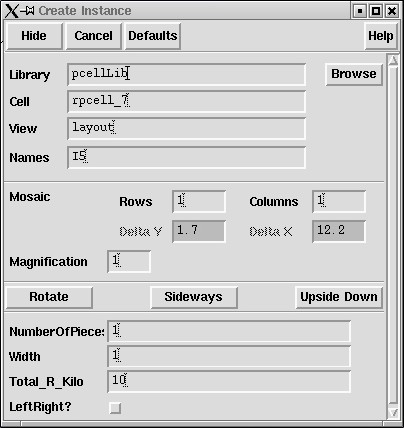 Create Instance
Hide Cancel Defaults Help
Library pcellLib Browse
Cell rpcell_7
View layout
Names I5
Mosaic Rows 1 Columns 1
Delta Y 1.7 Delta X 12.2
Magnification 1
Rotate Sideways Upside Down
NumberOfPieces 1
Width 1
Total_R_Kilo 10
LeftRight?